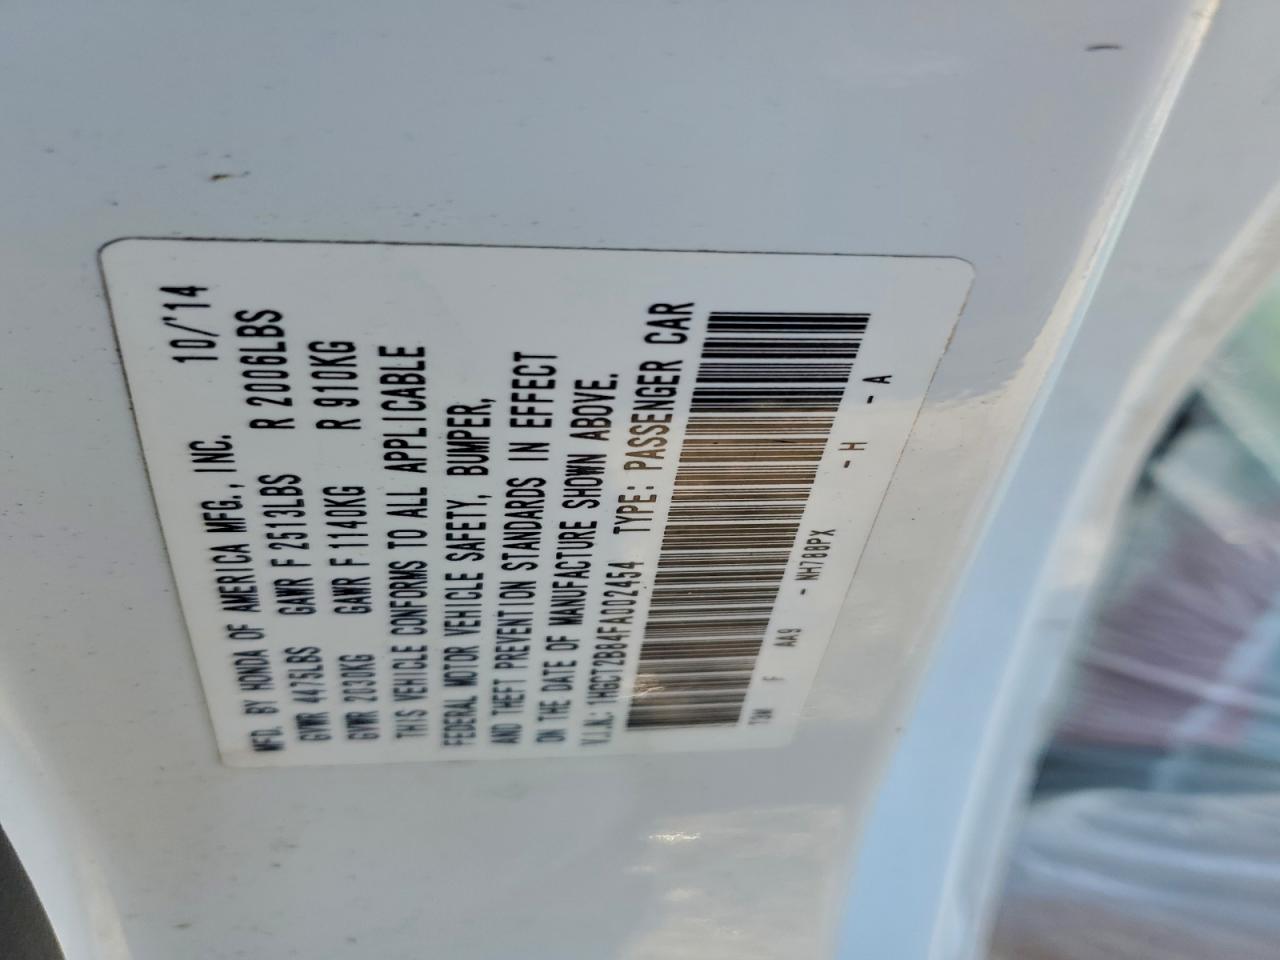 MFD. BY HONDA OF AMERICA MFG., INC. 10/'14
GVWR 4475LBS GAWR F 2513LBS R 2006LBS
GVWR 2030KG GAWR F 1140KG R 910KG
THIS VEHICLE CONFORMS TO ALL APPLICABLE
FEDERAL MOTOR VEHICLE SAFETY, BUMPER,
AND THEFT PREVENTION STANDARDS IN EFFECT
ON THE DATE OF MANUFACTURE SHOWN ABOVE.
V.I.N.: 1HGCT2B84FA002454 TYPE: PASSENGER CAR
T3W F AA9 - NH788PX - H - A